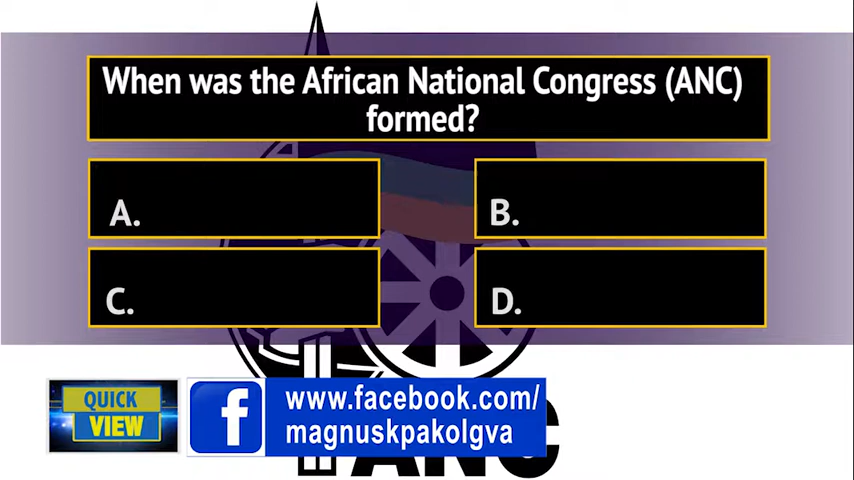 When was the African National Congress (ANC)
formed?
A.
B.
C.
D.
QUICK
VIEW
f
www.facebook.com/
magnuskpakolgva
ANC